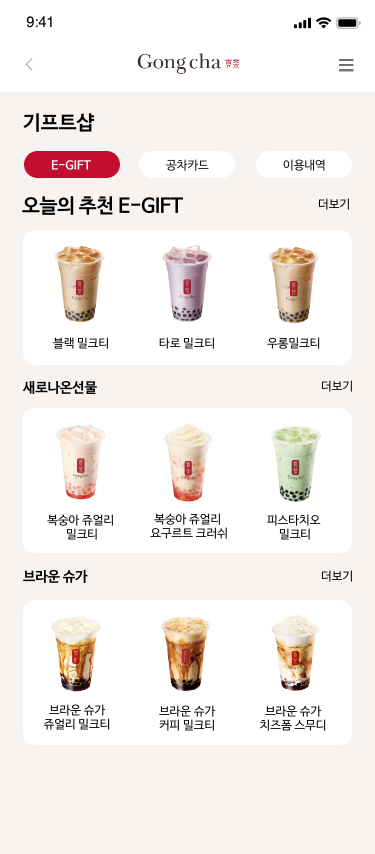 9:41
Gong cha 貢茶
기프트샵
E-GIFT
공차카드
이용내역
오늘의 추천 E-GIFT
더보기
블랙 밀크티
타로 밀크티
우롱밀크티
새로나온선물
더보기
복숭아 쥬얼리
밀크티
복숭아 쥬얼리
요구르트 크러쉬
피스타치오
밀크티
브라운 슈가
더보기
브라운 슈가
쥬얼리 밀크티
브라운 슈가
커피 밀크티
브라운 슈가
치즈폼 스무디